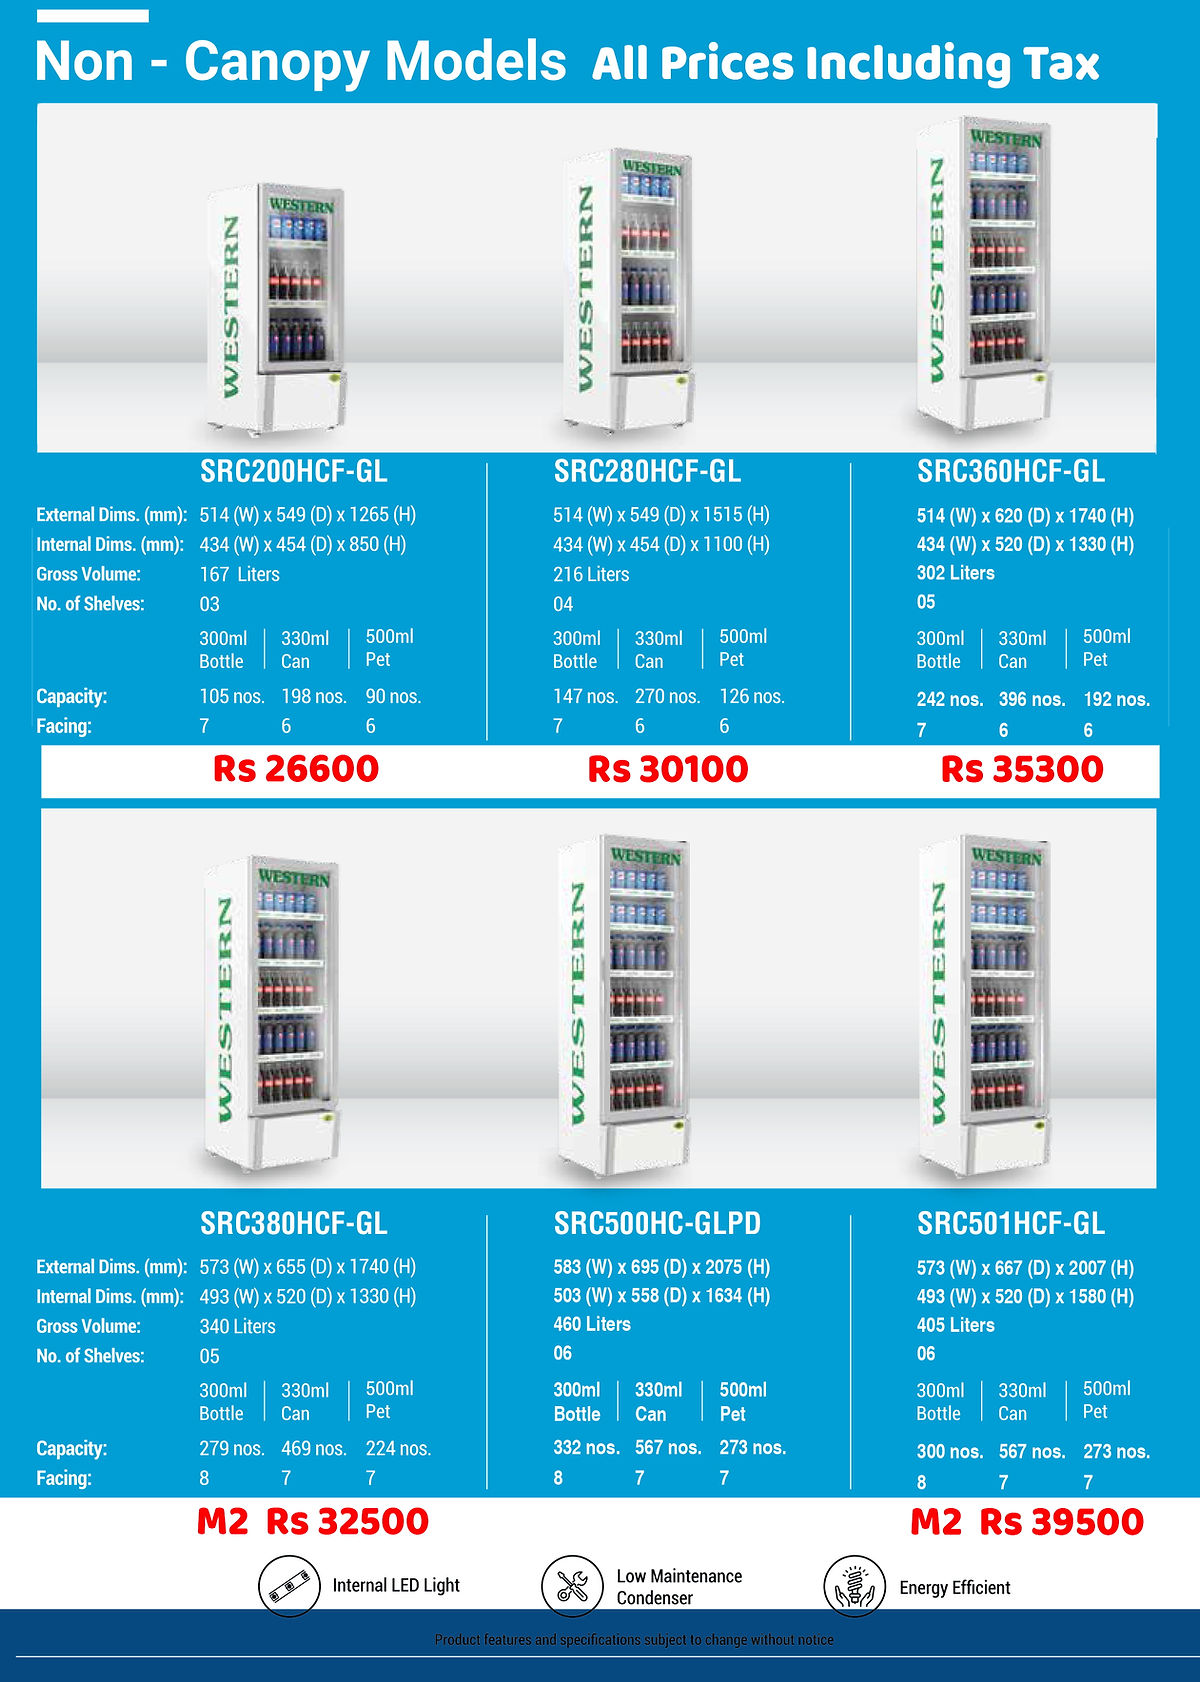 Non - Canopy Models All Prices Including Tax
WESTERN WESTERN
WESTERN WESTERN
WESTERN WESTERN
SRC200HCF-GL SRC280HCF-GL SRC360HCF-GL
External Dims. (mm): 514 (W) x 549 (D) x 1265 (H) 514 (W) x 549 (D) x 1515 (H) 514 (W) x 620 (D) x 1740 (H)
Internal Dims. (mm): 434 (W) x 454 (D) x 850 (H) 434 (W) x 454 (D) x 1100 (H) 434 (W) x 520 (D) x 1330 (H)
Gross Volume: 167 Liters 216 Liters 302 Liters
No. of Shelves: 03 04 05
300ml 330ml 500ml 300ml 330ml 500ml 300ml 330ml 500ml
Bottle Can Pet Bottle Can Pet Bottle Can Pet
Capacity: 105 nos. 198 nos. 90 nos. 147 nos. 270 nos. 126 nos. 242 nos. 396 nos. 192 nos.
Facing: 7 6 6 7 6 6 7 6 6
Rs 26600 Rs 30100 Rs 35300
WESTERN WESTERN
WESTERN WESTERN
WESTERN WESTERN
SRC380HCF-GL SRC500HC-GLPD SRC501HCF-GL
External Dims. (mm): 573 (W) x 655 (D) x 1740 (H) 583 (W) x 695 (D) x 2075 (H) 573 (W) x 667 (D) x 2007 (H)
Internal Dims. (mm): 493 (W) x 520 (D) x 1330 (H) 503 (W) x 558 (D) x 1634 (H) 493 (W) x 520 (D) x 1580 (H)
Gross Volume: 340 Liters 460 Liters 405 Liters
No. of Shelves: 05 06 06
300ml 330ml 500ml 300ml 330ml 500ml 300ml 330ml 500ml
Bottle Can Pet Bottle Can Pet Bottle Can Pet
Capacity: 279 nos. 469 nos. 224 nos. 332 nos. 567 nos. 273 nos. 300 nos. 567 nos. 273 nos.
Facing: 8 7 7 8 7 7 8 7 7
M2 Rs 32500 M2 Rs 39500
Internal LED Light
Low Maintenance
Condenser
Energy Efficient
Product features and specifications subject to change without notice